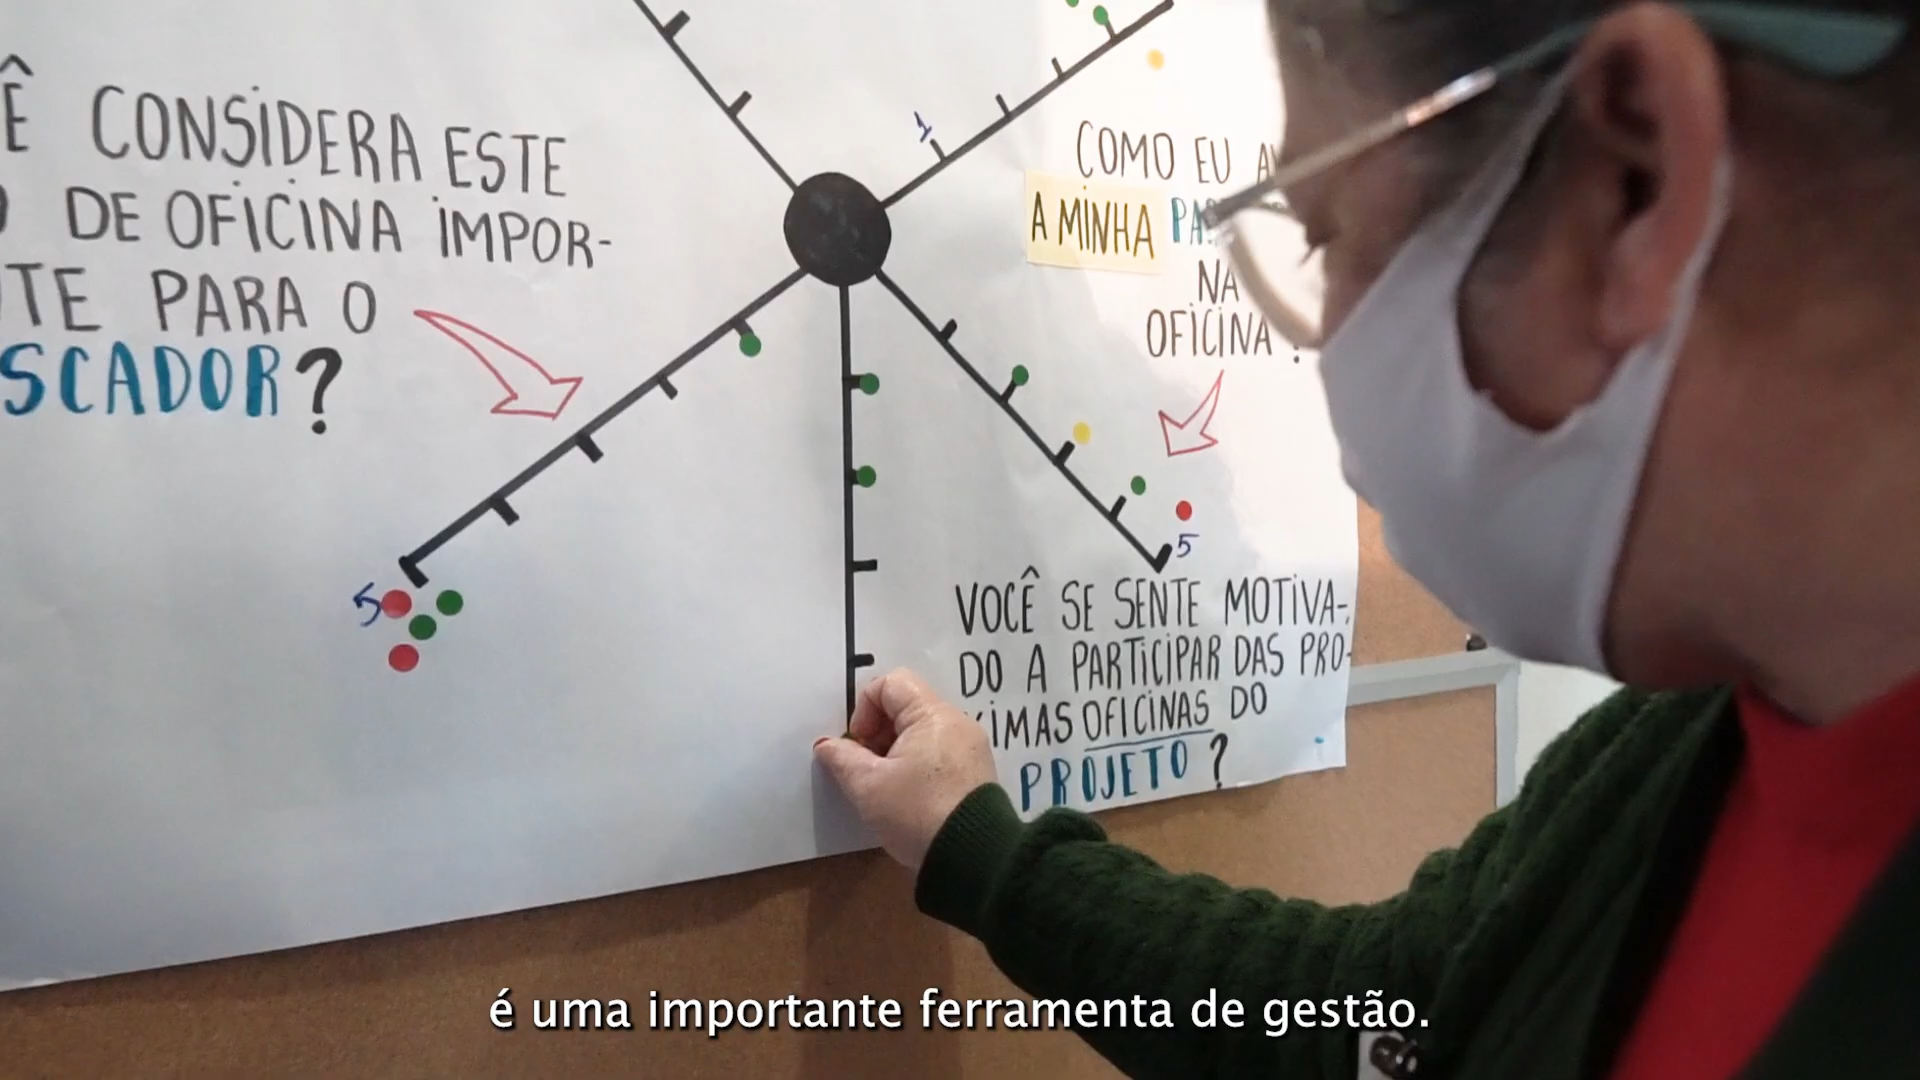 Ê CONSIDERA ESTE
DE OFICINA IMPOR-
TE PARA O
SCADOR?
5
1
COMO EU
A MINHA
NA
OFICINA?
5
VOCÊ SE SENTE MOTIVA-
DO A PARTICIPAR DAS PRO-
XIMAS OFICINAS DO
PROJETO?
é uma importante ferramenta de gestão.